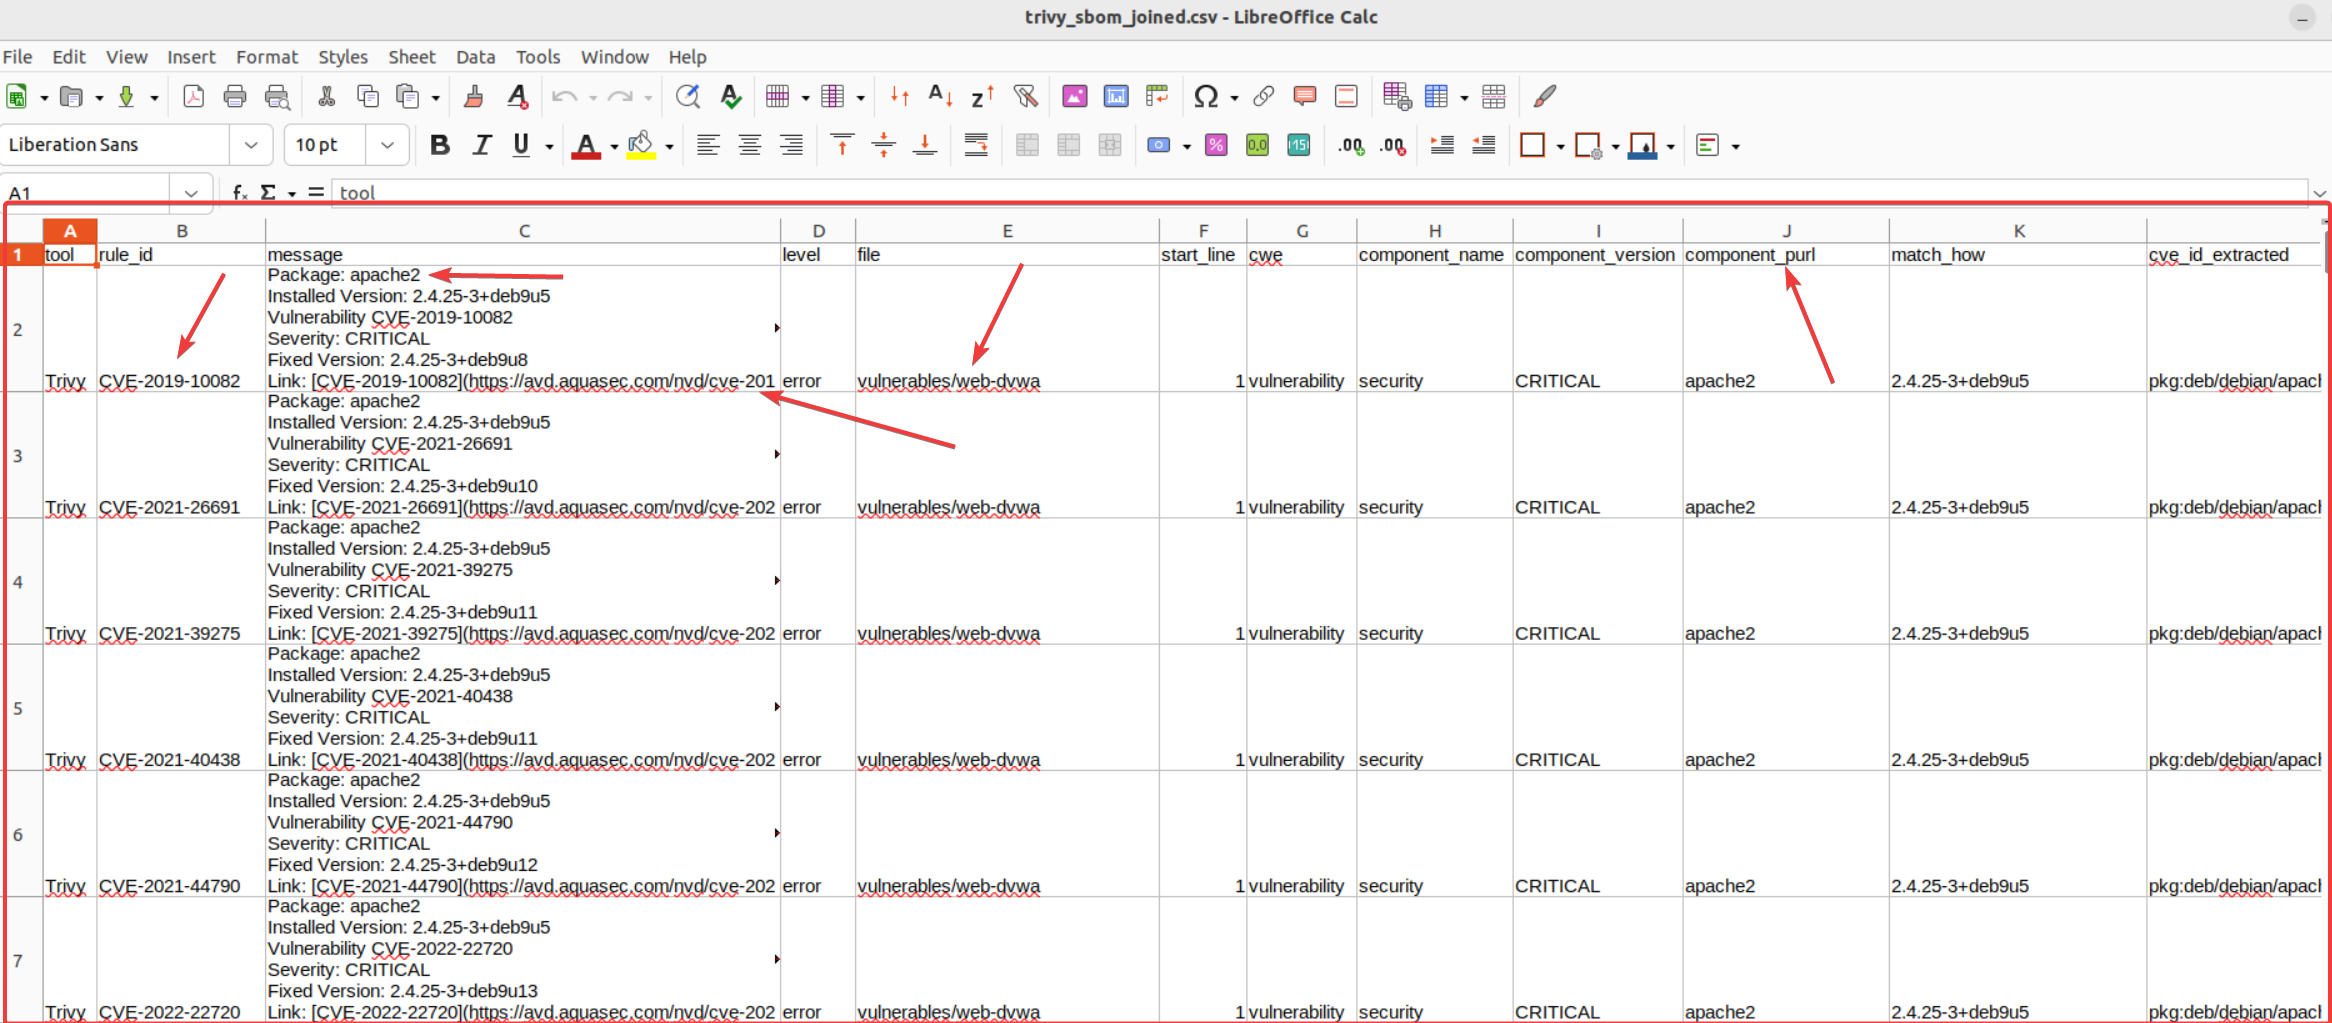 trivy_sbom_joined.csv - LibreOffice Calc
File Edit View Insert Format Styles Sheet Data Tools Window Help
Liberation Sans 10 pt
A1 tool
A B C D E F G H I J K
1 tool rule_id message level file start_line cwe component_name component_version component_purl match_how cve_id_extracted
Package: apache2
Installed Version: 2.4.25-3+deb9u5
Vulnerability CVE-2019-10082
2
Severity: CRITICAL
Fixed Version: 2.4.25-3+deb9u8
Trivy CVE-2019-10082 Link: [CVE-2019-10082](https://avd.aquasec.com/nvd/cve-201 error vulnerables/web-dvwa 1 vulnerability security CRITICAL apache2 2.4.25-3+deb9u5 pkg:deb/debian/apach
Package: apache2
Installed Version: 2.4.25-3+deb9u5
Vulnerability CVE-2021-26691
3
Severity: CRITICAL
Fixed Version: 2.4.25-3+deb9u10
Trivy CVE-2021-26691 Link: [CVE-2021-26691](https://avd.aquasec.com/nvd/cve-202 error vulnerables/web-dvwa 1 vulnerability security CRITICAL apache2 2.4.25-3+deb9u5 pkg:deb/debian/apach
Package: apache2
Installed Version: 2.4.25-3+deb9u5
Vulnerability CVE-2021-39275
4
Severity: CRITICAL
Fixed Version: 2.4.25-3+deb9u11
Trivy CVE-2021-39275 Link: [CVE-2021-39275](https://avd.aquasec.com/nvd/cve-202 error vulnerables/web-dvwa 1 vulnerability security CRITICAL apache2 2.4.25-3+deb9u5 pkg:deb/debian/apach
Package: apache2
Installed Version: 2.4.25-3+deb9u5
Vulnerability CVE-2021-40438
5
Severity: CRITICAL
Fixed Version: 2.4.25-3+deb9u11
Trivy CVE-2021-40438 Link: [CVE-2021-40438](https://avd.aquasec.com/nvd/cve-202 error vulnerables/web-dvwa 1 vulnerability security CRITICAL apache2 2.4.25-3+deb9u5 pkg:deb/debian/apach
Package: apache2
Installed Version: 2.4.25-3+deb9u5
Vulnerability CVE-2021-44790
6
Severity: CRITICAL
Fixed Version: 2.4.25-3+deb9u12
Trivy CVE-2021-44790 Link: [CVE-2021-44790](https://avd.aquasec.com/nvd/cve-202 error vulnerables/web-dvwa 1 vulnerability security CRITICAL apache2 2.4.25-3+deb9u5 pkg:deb/debian/apach
Package: apache2
Installed Version: 2.4.25-3+deb9u5
Vulnerability CVE-2022-22720
7
Severity: CRITICAL
Fixed Version: 2.4.25-3+deb9u13
Trivy CVE-2022-22720 Link: [CVE-2022-22720](https://avd.aquasec.com/nvd/cve-202 error vulnerables/web-dvwa 1 vulnerability security CRITICAL apache2 2.4.25-3+deb9u5 pkg:deb/debian/apach